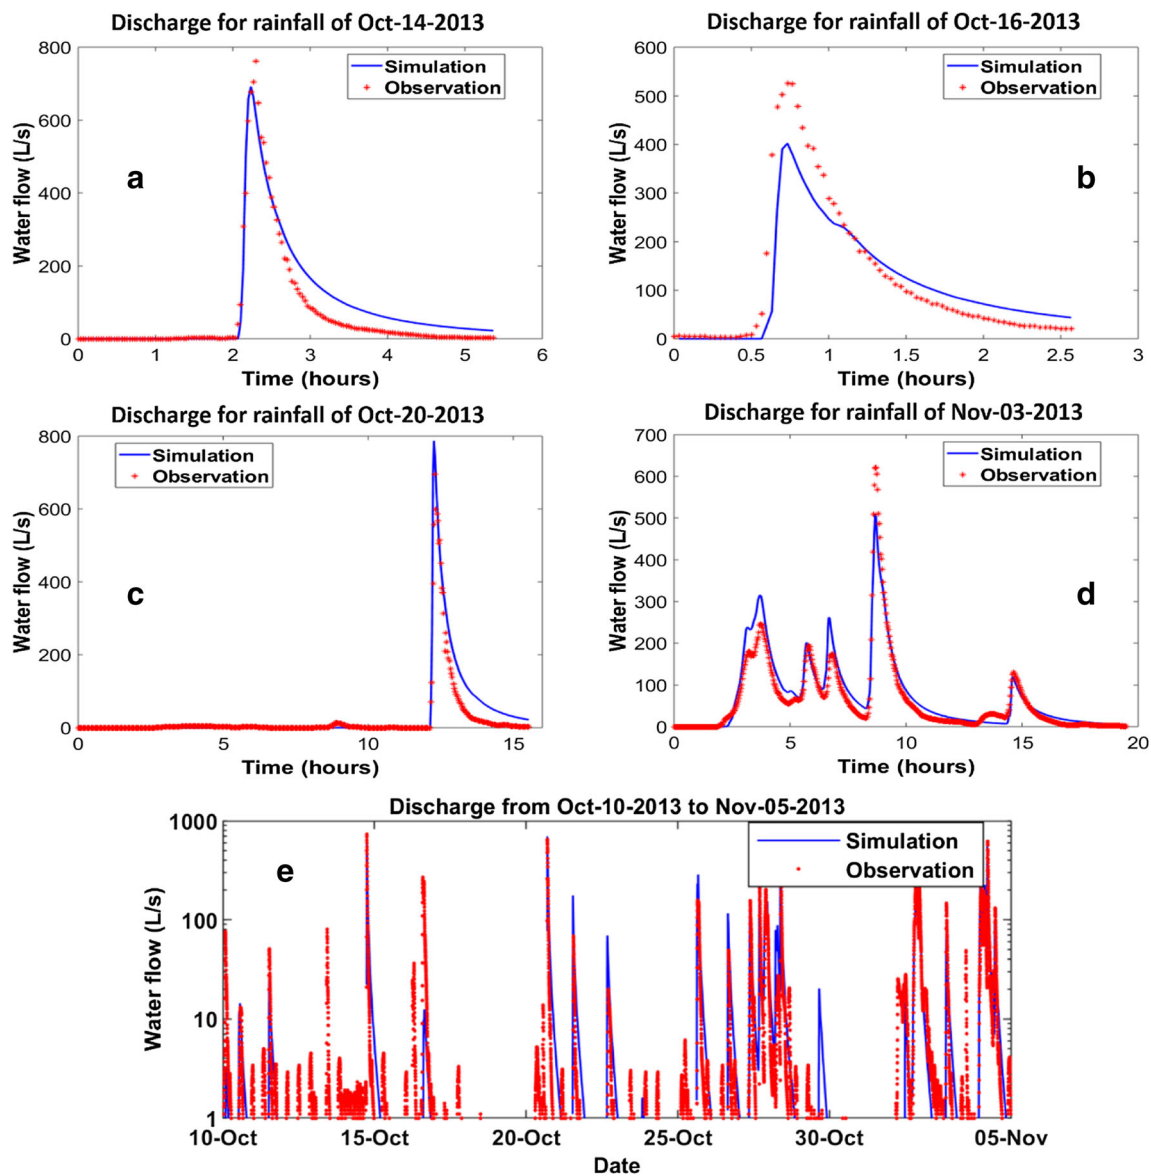 Discharge for rainfall of Oct-14-2013
Water flow (L/s)
800
600
400
200
0
Simulation
Observation
a
0 1 2 3 4 5 6
Time (hours)
Discharge for rainfall of Oct-16-2013
Water flow (L/s)
600
500
400
300
200
100
0
Simulation
Observation
b
0 0.5 1 1.5 2 2.5 3
Time (hours)
Discharge for rainfall of Oct-20-2013
Water flow (L/s)
800
600
400
200
0
Simulation
Observation
c
0 5 10 15
Time (hours)
Discharge for rainfall of Nov-03-2013
Water flow (L/s)
700
600
500
400
300
200
100
0
Simulation
Observation
d
0 5 10 15 20
Time (hours)
Discharge from Oct-10-2013 to Nov-05-2013
Water flow (L/s)
1000
100
10
1
e
Simulation
Observation
10-Oct 15-Oct 20-Oct 25-Oct 30-Oct 05-Nov
Date